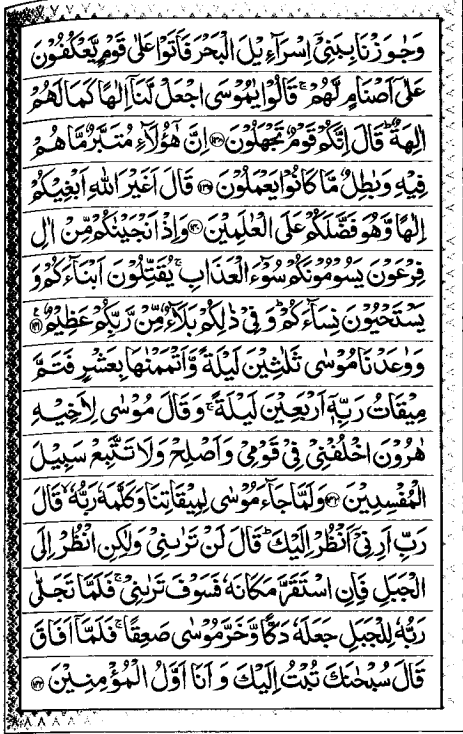 وَجٰوَزْنَا بِبَنِیْۤ اِسْرَآءِیْلَ الْبَحْرَ فَاَتَوْا عَلٰی قَوْمٍ یَّعْكُفُوْنَ
عَلٰۤی اَصْنَامٍ لَّهُمْ ۚ قَالُوْا یٰمُوْسَی اجْعَلْ لَّنَاۤ اِلٰهًا كَمَا لَهُمْ
اٰلِهَةٌ ؕ قَالَ اِنَّكُمْ قَوْمٌ تَجْهَلُوْنَ ﴿۱۳۸﴾ اِنَّ هٰۤؤُلَآءِ مُتَبَّرٌ مَّا هُمْ
فِیْهِ وَ بٰطِلٌ مَّا كَانُوْا یَعْمَلُوْنَ ﴿۱۳۹﴾ قَالَ اَغَیْرَ اللّٰهِ اَبْغِیْكُمْ
اِلٰهًا وَّ هُوَ فَضَّلَكُمْ عَلَی الْعٰلَمِیْنَ ﴿۱۴۰﴾ وَ اِذْ اَنْجَیْنٰكُمْ مِّنْ اٰلِ
فِرْعَوْنَ یَسُوْمُوْنَكُمْ سُوْٓءَ الْعَذَابِ ۚ یُقَتِّلُوْنَ اَبْنَآءَكُمْ وَ
یَسْتَحْیُوْنَ نِسَآءَكُمْ ؕ وَ فِیْ ذٰلِكُمْ بَلَآءٌ مِّنْ رَّبِّكُمْ عَظِیْمٌ ﴿۱۴۱﴾
وَ وٰعَدْنَا مُوْسٰی ثَلٰثِیْنَ لَیْلَةً وَّ اَتْمَمْنٰهَا بِعَشْرٍ فَتَمَّ
مِیْقَاتُ رَبِّهٖۤ اَرْبَعِیْنَ لَیْلَةً ۚ وَ قَالَ مُوْسٰی لِاَخِیْهِ
هٰرُوْنَ اخْلُفْنِیْ فِیْ قَوْمِیْ وَ اَصْلِحْ وَ لَا تَتَّبِعْ سَبِیْلَ
الْمُفْسِدِیْنَ ﴿۱۴۲﴾ وَ لَمَّا جَآءَ مُوْسٰی لِمِیْقَاتِنَا وَ كَلَّمَهٗ رَبُّهٗ ۙ قَالَ
رَبِّ اَرِنِیْۤ اَنْظُرْ اِلَیْكَ ؕ قَالَ لَنْ تَرٰىنِیْ وَ لٰكِنِ انْظُرْ اِلَی
الْجَبَلِ فَاِنِ اسْتَقَرَّ مَكَانَهٗ فَسَوْفَ تَرٰىنِیْ ۚ فَلَمَّا تَجَلّٰی
رَبُّهٗ لِلْجَبَلِ جَعَلَهٗ دَكًّا وَّ خَرَّ مُوْسٰی صَعِقًا ۚ فَلَمَّاۤ اَفَاقَ
قَالَ سُبْحٰنَكَ تُبْتُ اِلَیْكَ وَ اَنَا اَوَّلُ الْمُؤْمِنِیْنَ ﴿۱۴۳﴾